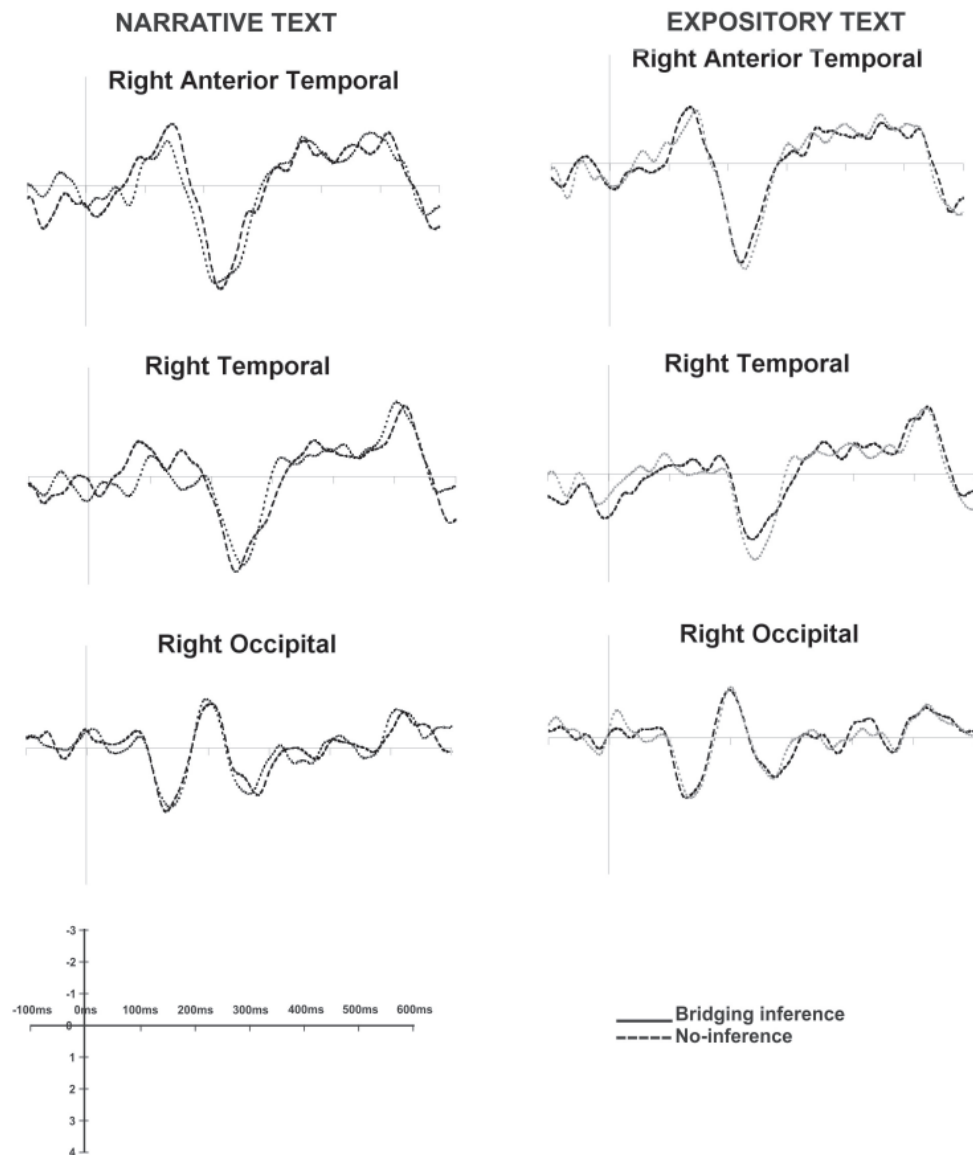 NARRATIVE TEXT
EXPOSITORY TEXT
Right Anterior Temporal
Right Anterior Temporal
Right Temporal
Right Temporal
Right Occipital
Right Occipital
-3
-2
-1
-100ms 0ms 100ms 200ms 300ms 400ms 500ms 600ms
0
1
2
3
4
Bridging inference
No-inference